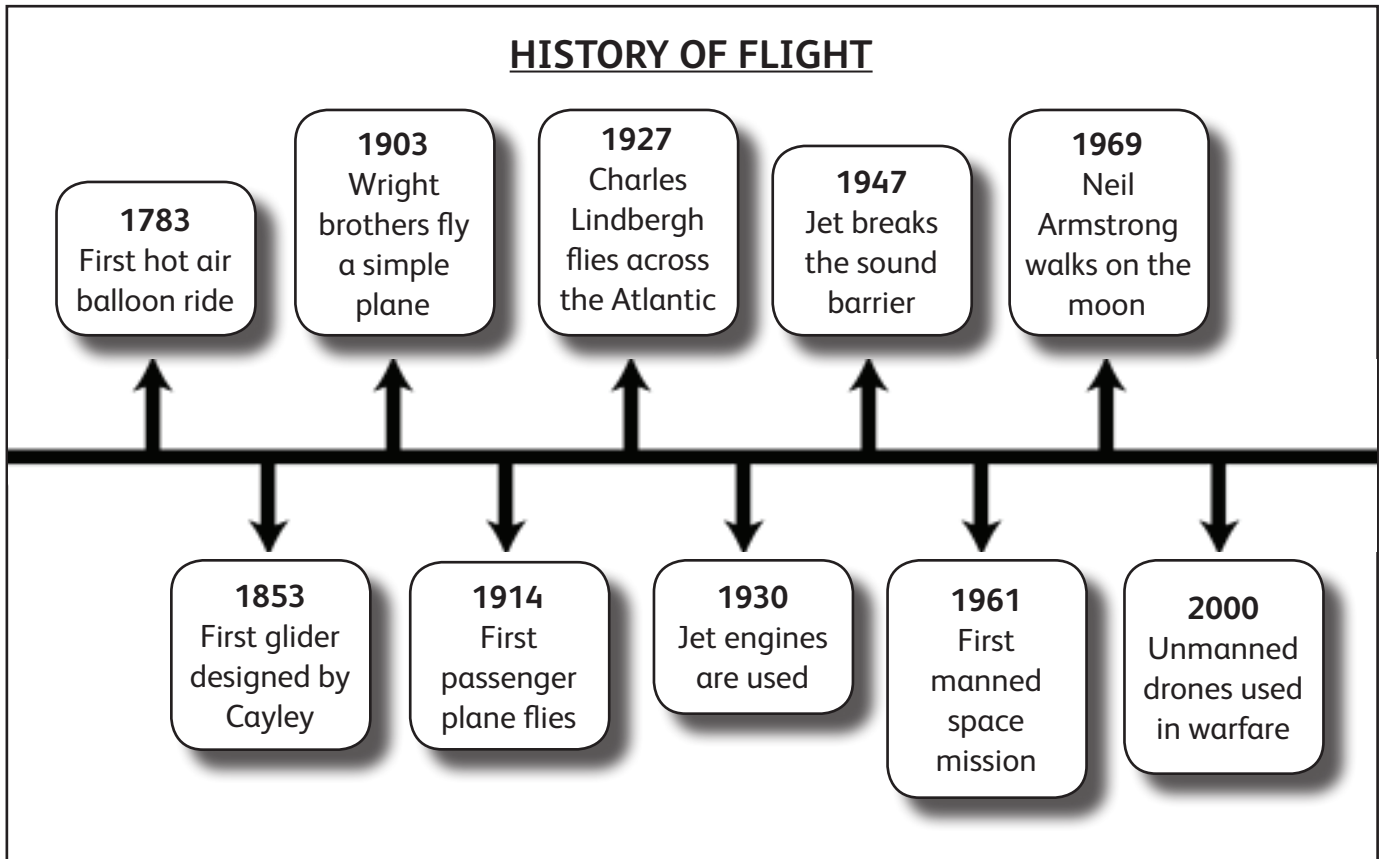 HISTORY OF FLIGHT
1783
First hot air
balloon ride
1903
Wright
brothers fly
a simple
plane
1927
Charles
Lindbergh
flies across
the Atlantic
1947
Jet breaks
the sound
barrier
1969
Neil
Armstrong
walks on the
moon
1853
First glider
designed by
Cayley
1914
First
passenger
plane flies
1930
Jet engines
are used
1961
First
manned
space
mission
2000
Unmanned
drones used
in warfare